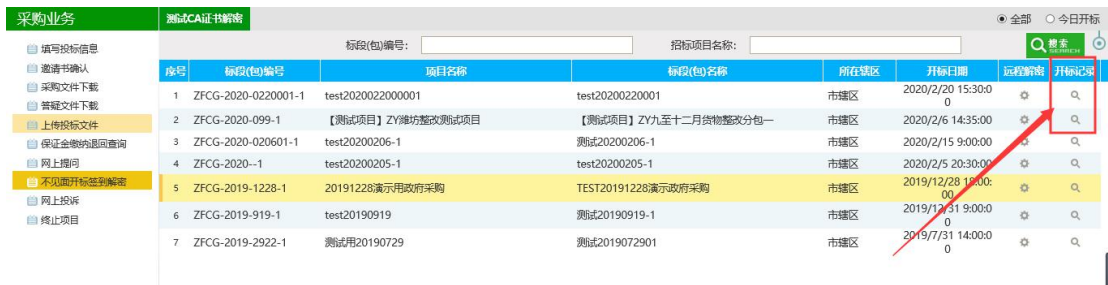 采购业务
测试CA证书解密
全部 今日开标
标段(包)编号: 招标项目名称: 搜索
SEARCH
填写投标信息
邀请书确认
采购文件下载
答疑文件下载
上传投标文件
保证金缴纳退回查询
网上提问
不见面开标签到解密
网上投诉
终止项目
序号 标段(包)编号 项目名称 标段(包)名称 所在辖区 开标日期 远程解密 开标记录
1 ZFCG-2020-0220001-1 test2020022000001 test20200220001 市辖区 2020/2/20 15:30:0
0
2 ZFCG-2020-099-1 【测试项目】ZY潍坊整改测试项目 【测试项目】ZY九至十二月货物整改分包一 市辖区 2020/2/6 14:35:00
3 ZFCG-2020-020601-1 test20200206-1 测试20200206-1 市辖区 2020/2/15 9:00:00
4 ZFCG-2020--1 test20200205-1 test20200205-1 市辖区 2020/2/5 20:30:00
5 ZFCG-2019-1228-1 20191228演示用政府采购 TEST20191228演示政府采购 市辖区 2019/12/28 18:00:
00
6 ZFCG-2019-919-1 test20190919 测试20190919-1 市辖区 2019/12/31 9:00:0
0
7 ZFCG-2019-2922-1 测试用20190729 测试2019072901 市辖区 2019/7/31 14:00:0
0